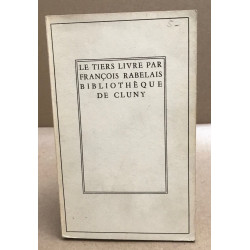 LE TIERS LIVRE PAR
FRANÇOIS RABELAIS
BIBLIOTHÈQUE
DE CLUNY